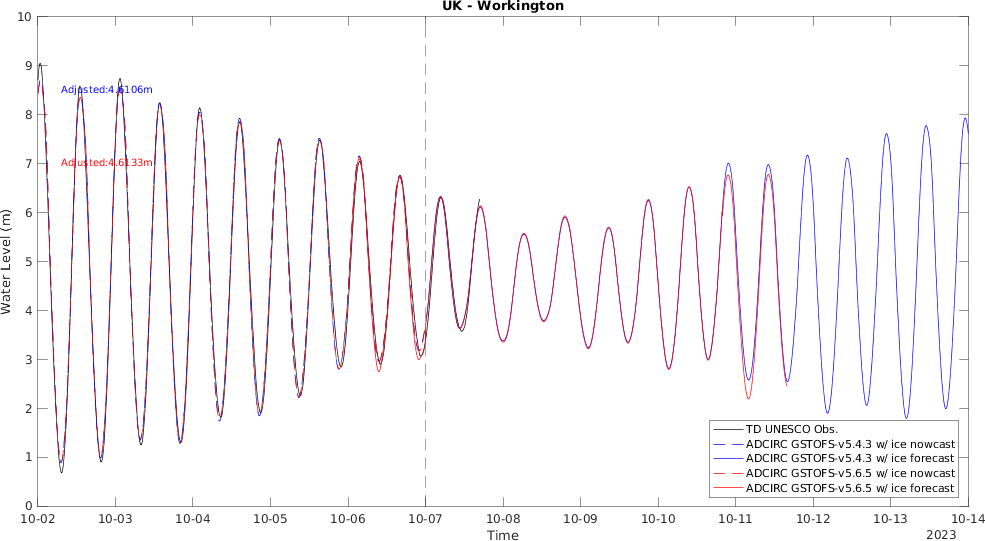 UK - Workington
10
9
8
7
6
5
4
3
2
1
0
Water Level (m)
Adjusted:4.6106m
Adjusted:4.6133m
TD UNESCO Obs.
ADCIRC GSTOFS-v5.4.3 w/ ice nowcast
ADCIRC GSTOFS-v5.4.3 w/ ice forecast
ADCIRC GSTOFS-v5.6.5 w/ ice nowcast
ADCIRC GSTOFS-v5.6.5 w/ ice forecast
10-02 10-03 10-04 10-05 10-06 10-07 10-08 10-09 10-10 10-11 10-12 10-13 10-14
Time
2023